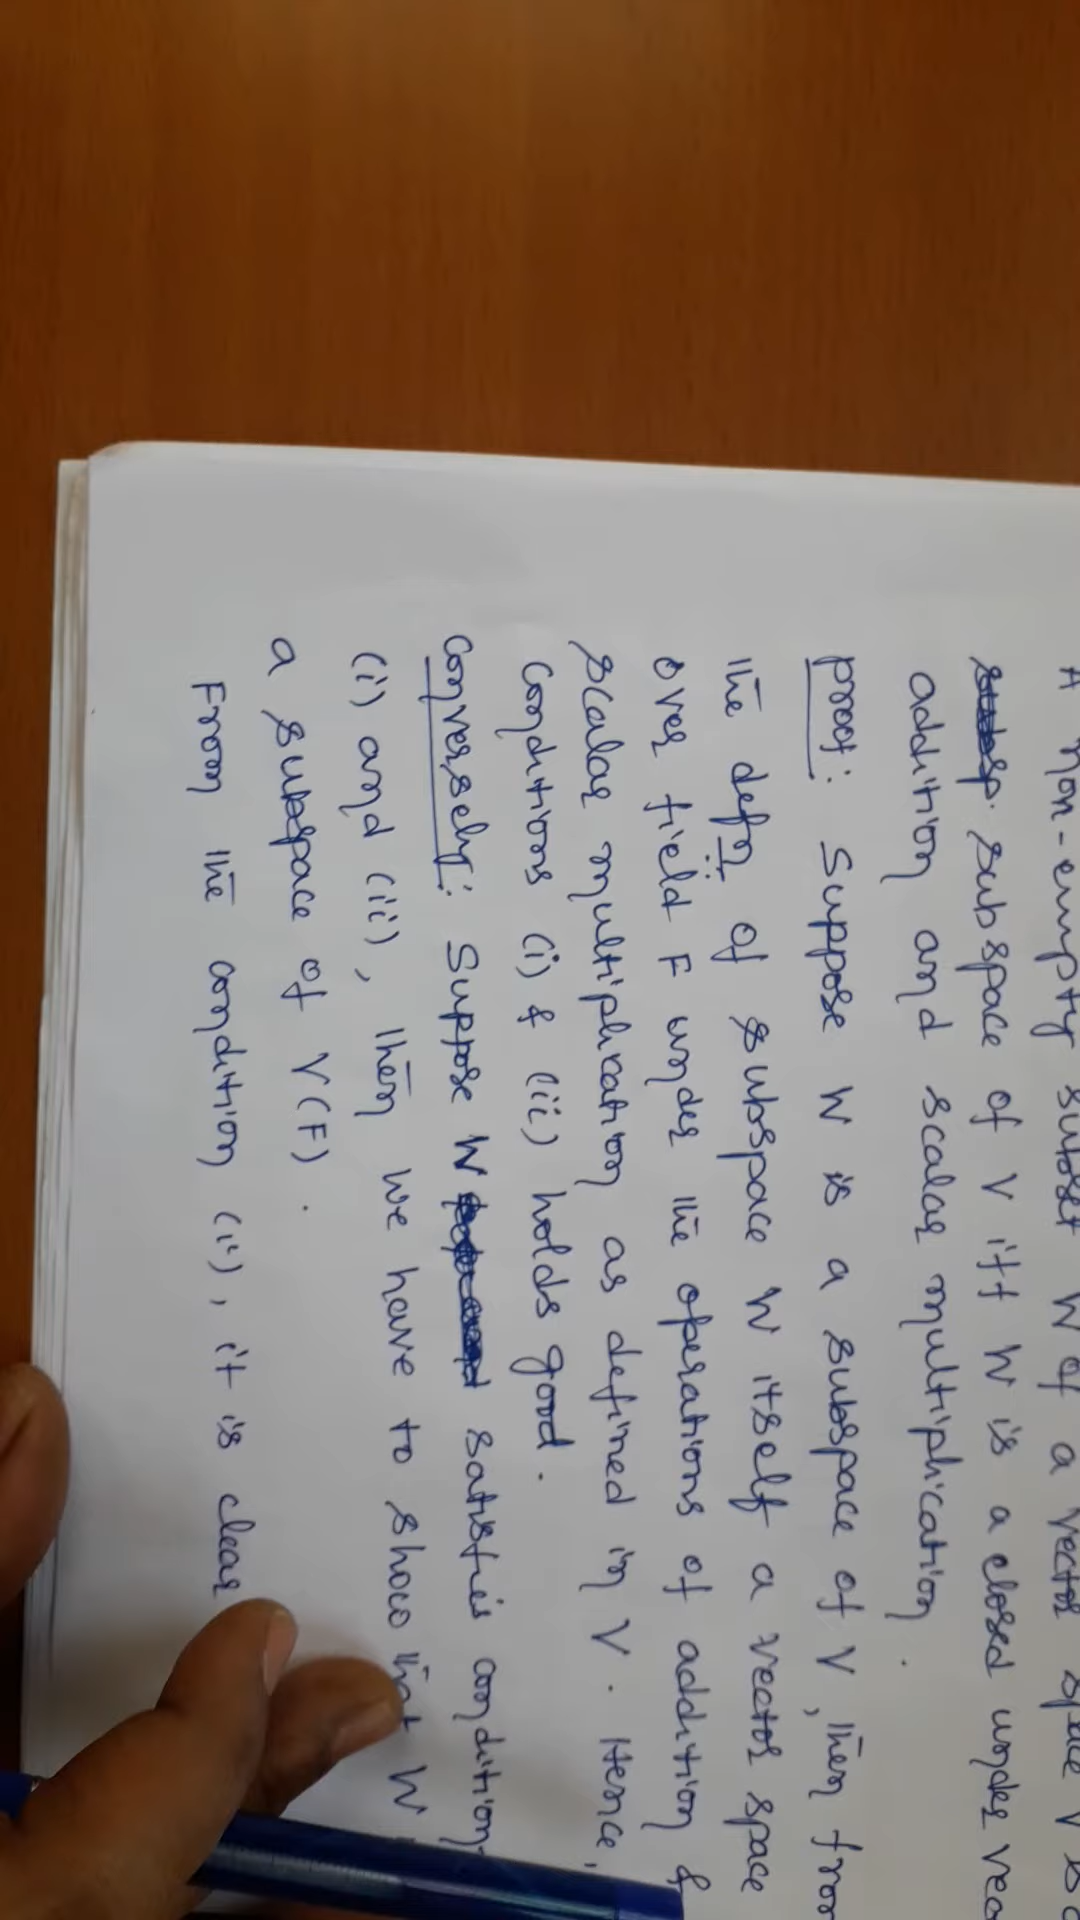 A non-empty subset W of a vector space V is a
subsp. subspace of V iff W is a closed under vec
addition and scalar multiplication.
proof: Suppose W is a subspace of V, then from
the defn of subspace W itself a vector space
over field F under the operations of addition &
scalar multiplication as defined in V. Hence,
conditions (i) & (ii) holds good.
Conversely: Suppose W satisfies condition
(i) and (ii), then we have to show that W
a subspace of V(F).
From the condition (i), it is clear